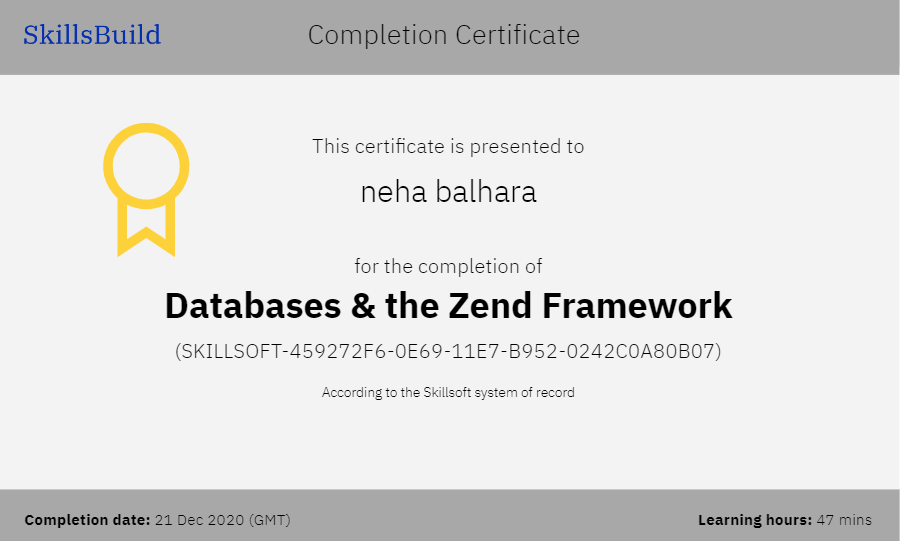 SkillsBuild
Completion Certificate
This certificate is presented to
neha balhara
for the completion of
Databases & the Zend Framework
(SKILLSOFT-459272F6-0E69-11E7-B952-0242C0A80B07)
According to the Skillsoft system of record
Completion date: 21 Dec 2020 (GMT)
Learning hours: 47 mins